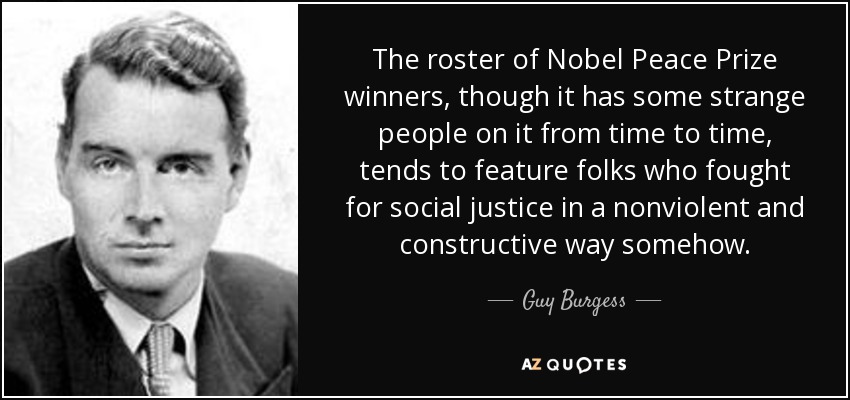 The roster of Nobel Peace Prize
winners, though it has some strange
people on it from time to time,
tends to feature folks who fought
for social justice in a nonviolent and
constructive way somehow.
Guy Burgess
AZ QUOTES